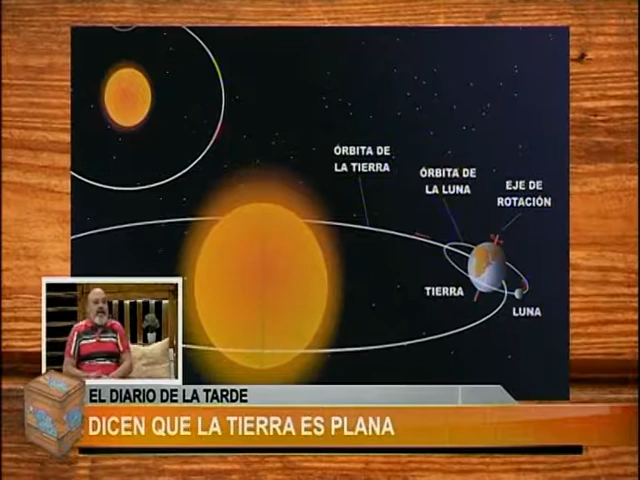 ÓRBITA DE
LA TIERRA
ÓRBITA DE
LA LUNA
EJE DE
ROTACIÓN
TIERRA
LUNA
EL DIARIO DE LA TARDE
DICEN QUE LA TIERRA ES PLANA